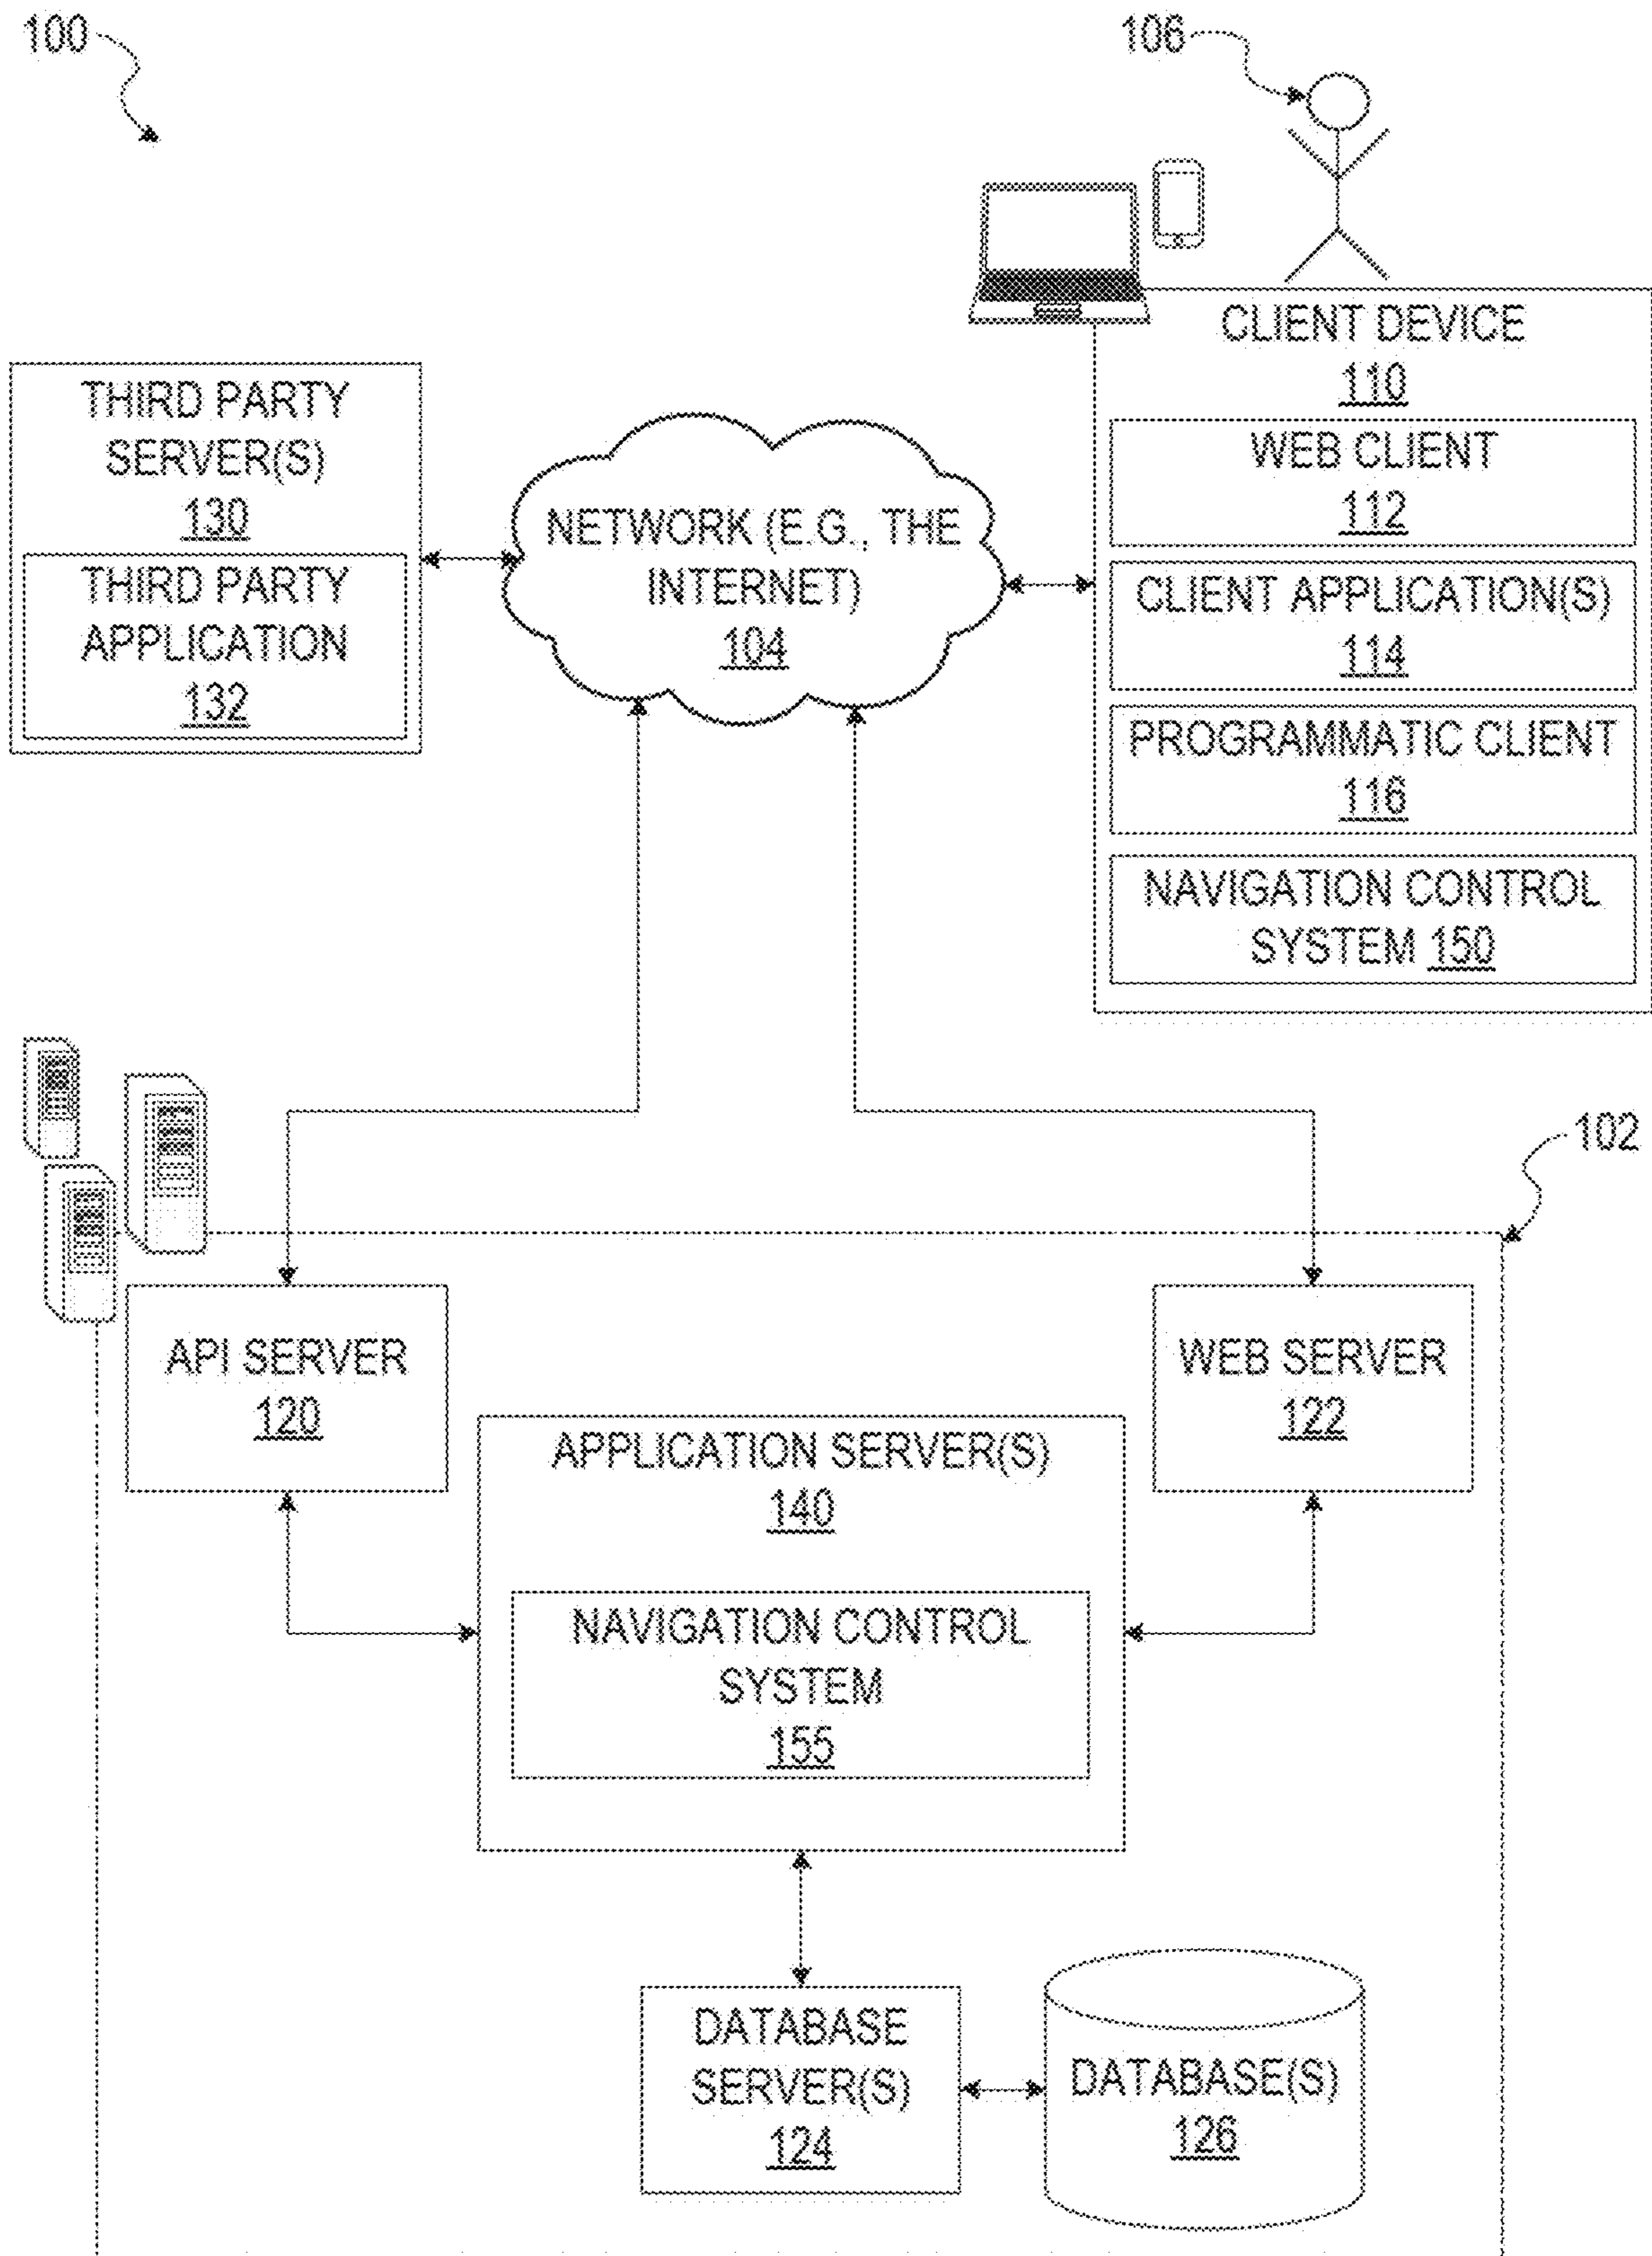 100
106
CLIENT DEVICE
110
WEB CLIENT
112
CLIENT APPLICATION(S)
114
PROGRAMMATIC CLIENT
116
NAVIGATION CONTROL
SYSTEM 150
THIRD PARTY
SERVER(S)
130
THIRD PARTY
APPLICATION
132
NETWORK (E.G., THE
INTERNET)
104
102
API SERVER
120
WEB SERVER
122
APPLICATION SERVER(S)
140
NAVIGATION CONTROL
SYSTEM
155
DATABASE
SERVER(S)
124
DATABASE(S)
126